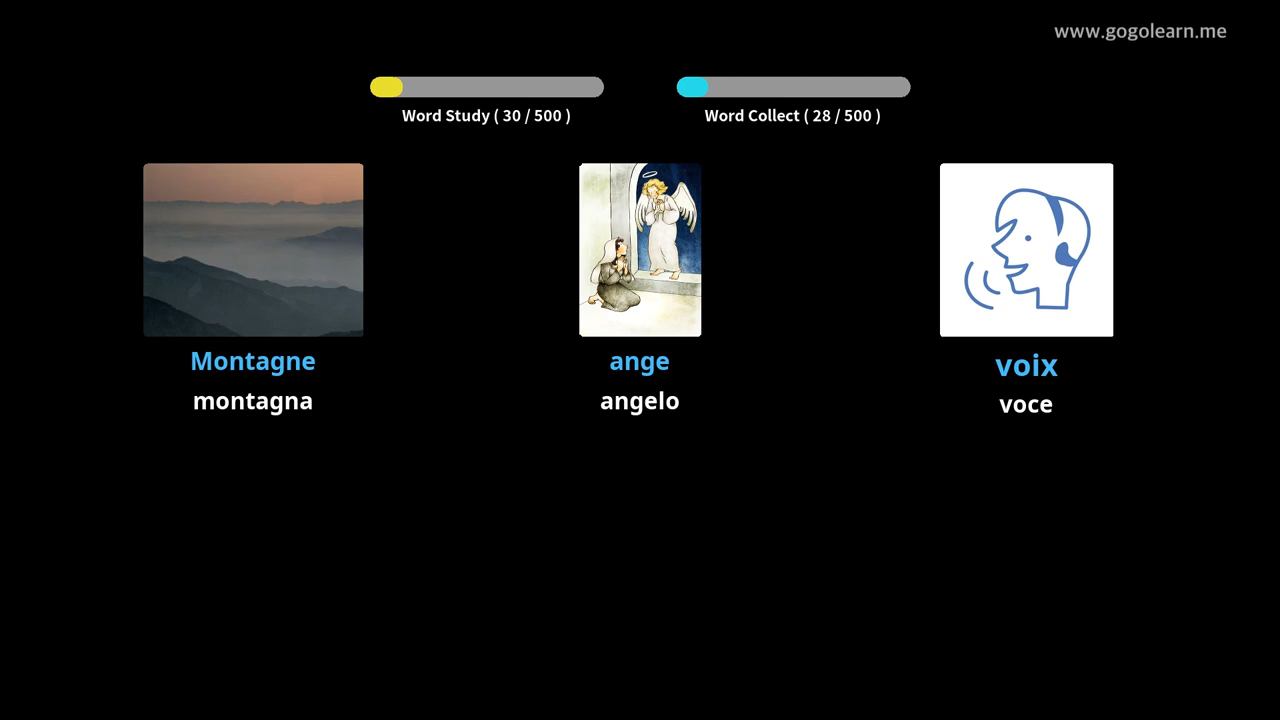 www.gogolearn.me
Word Study ( 30 / 500 )
Word Collect ( 28 / 500 )
Montagne
montagna
ange
angelo
voix
voce